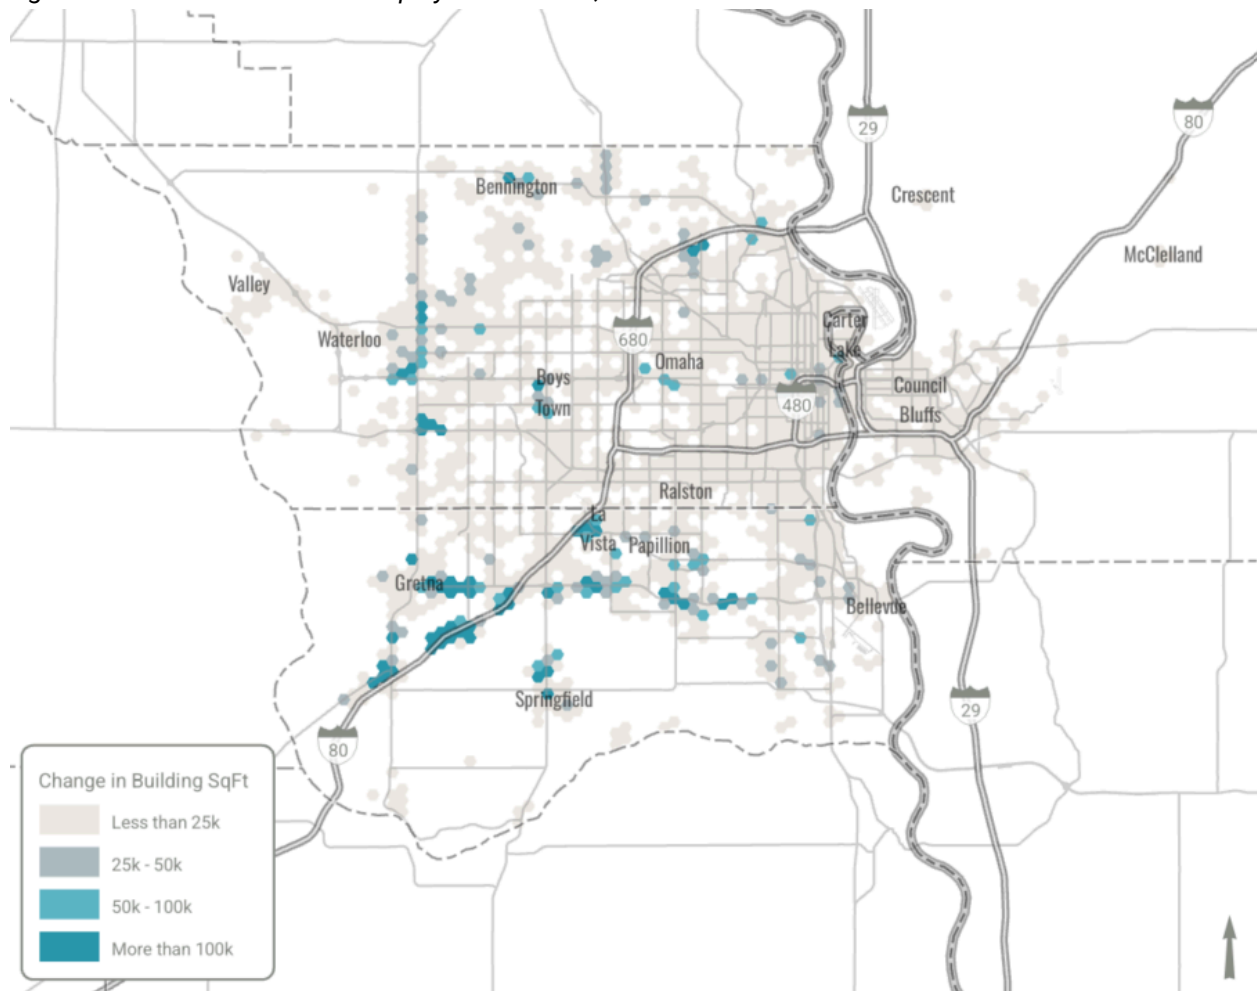 29
80
Crescent
Bennington
McClelland
Valley
Waterloo
Carter
Lake
680
Omaha
Boys
Town
480
Council
Bluffs
Ralston
La
Vista
Papillion
Gretna
Bellevue
Springfield
29
80
Change in Building SqFt
Less than 25k
25k - 50k
50k - 100k
More than 100k